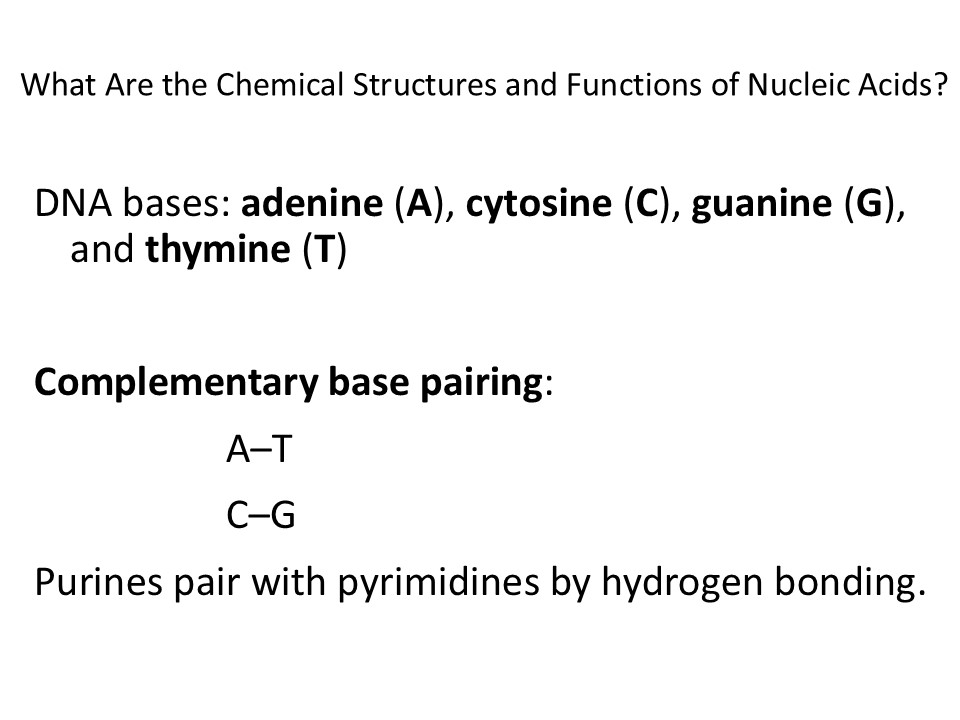 What Are the Chemical Structures and Functions of Nucleic Acids?
DNA bases: adenine (A), cytosine (C), guanine (G),
and thymine (T)
Complementary base pairing:
A–T
C–G
Purines pair with pyrimidines by hydrogen bonding.